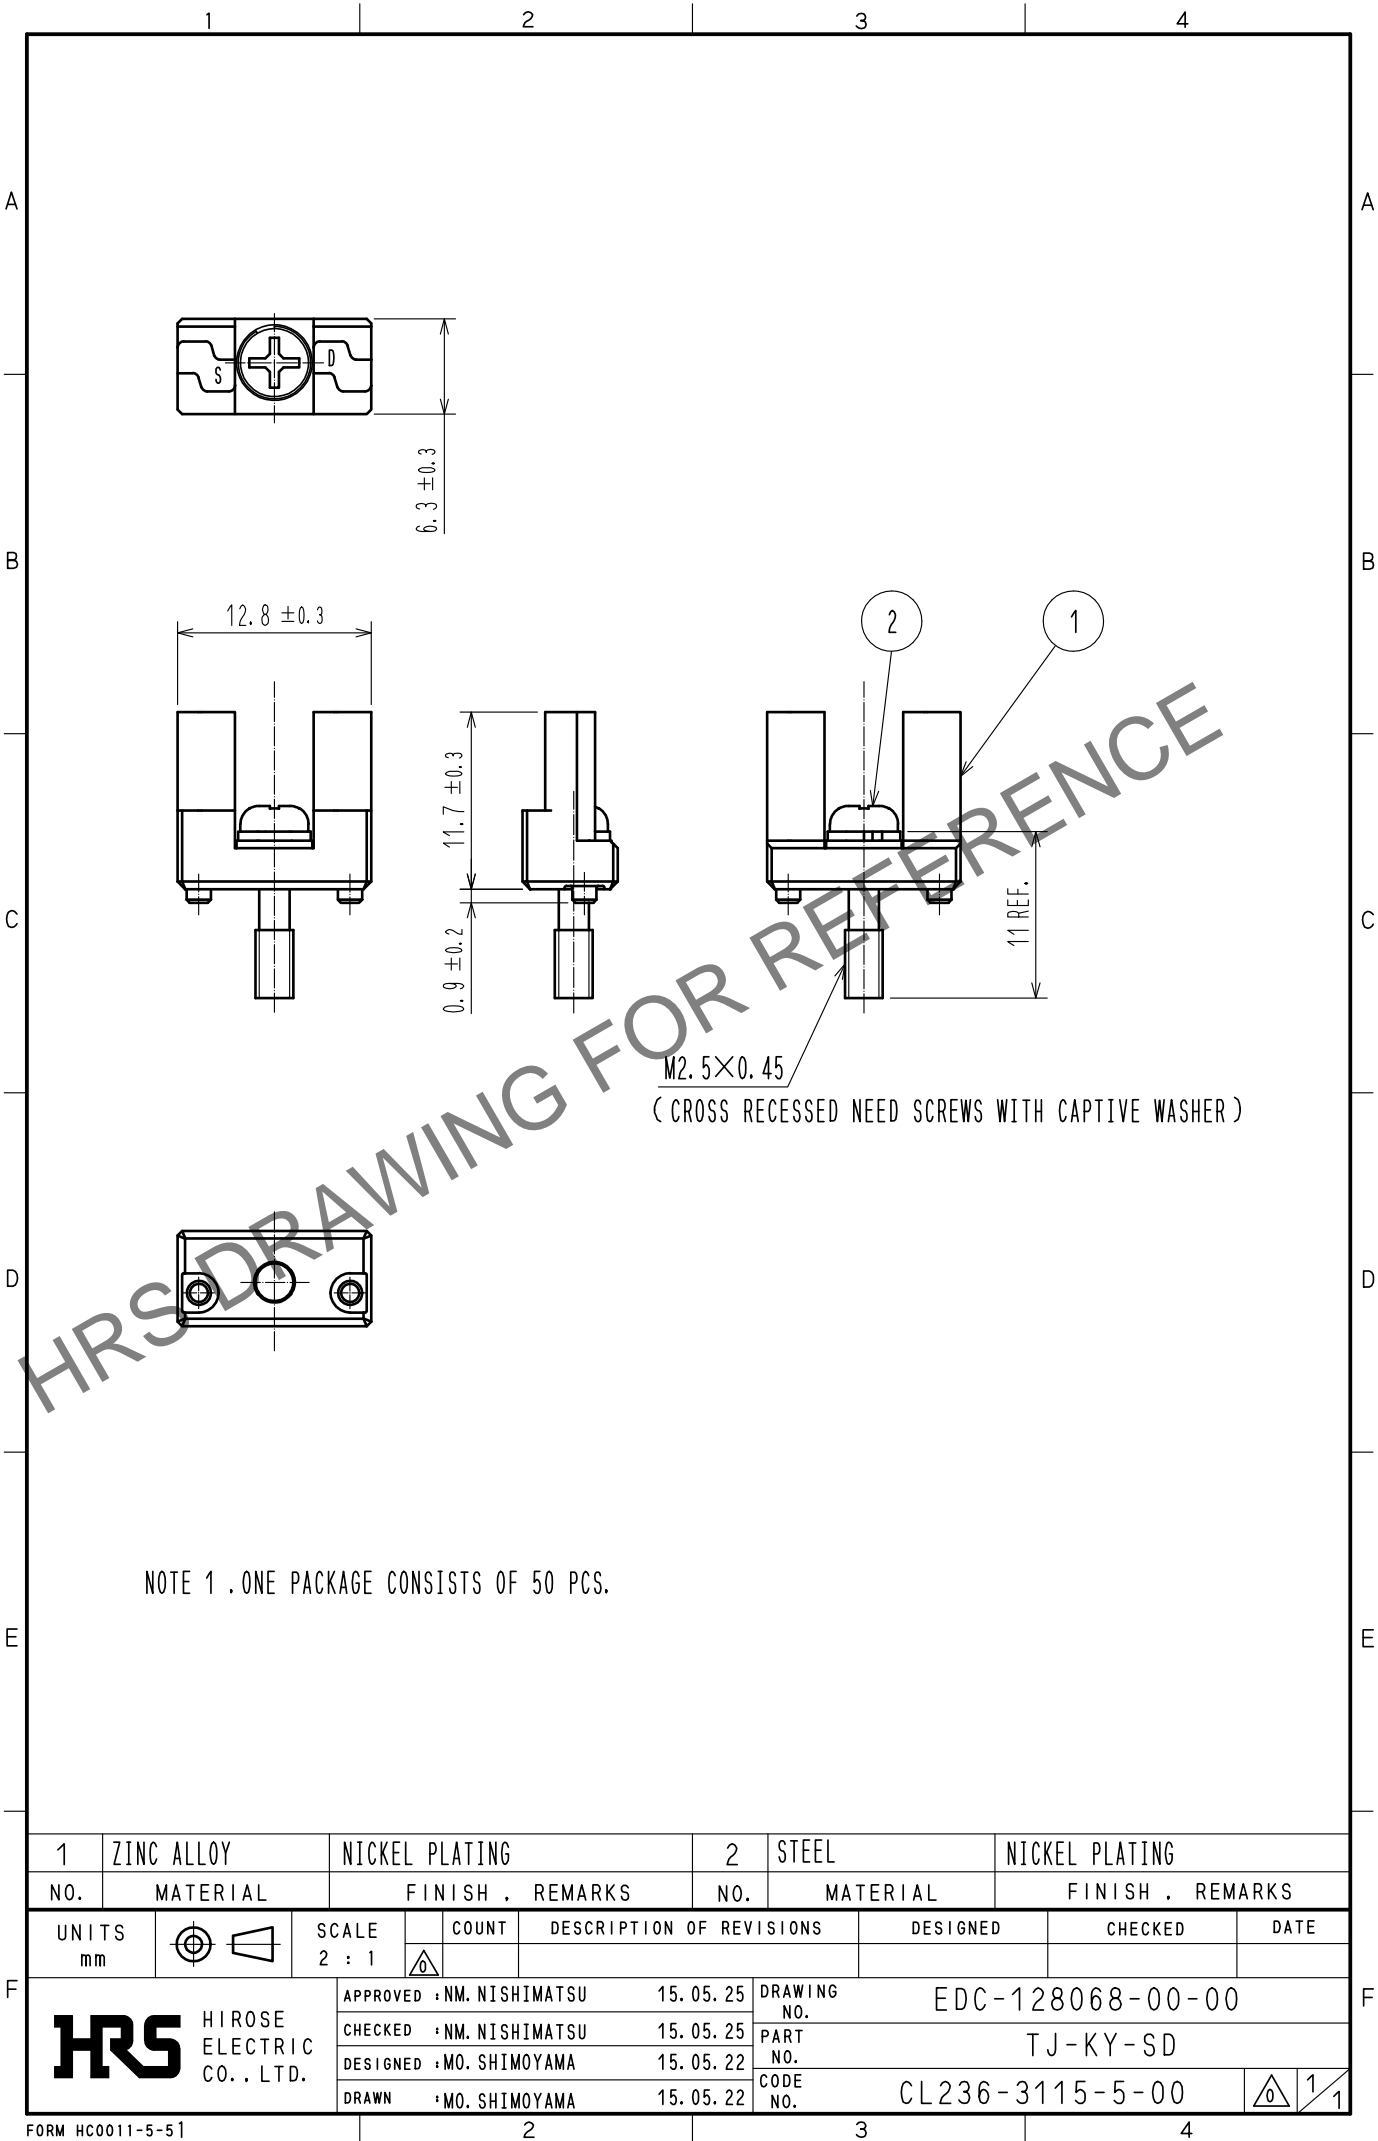 1 2 3 4
A A
S D
6.3 ±0.3
B B
12.8 ±0.3
2 1
11.7 ±0.3
0.9 ±0.2
11 REF.
C C
M2.5×0.45
(CROSS RECESSED NEED SCREWS WITH CAPTIVE WASHER)
HRS DRAWING FOR REFERENCE
D D
NOTE 1 .ONE PACKAGE CONSISTS OF 50 PCS.
E E
1 ZINC ALLOY NICKEL PLATING 2 STEEL NICKEL PLATING
NO. MATERIAL FINISH , REMARKS NO. MATERIAL FINISH , REMARKS
UNITS
mm
SCALE
2 : 1
COUNT DESCRIPTION OF REVISIONS DESIGNED CHECKED DATE
0
F F
HRS
HIROSE
ELECTRIC
CO.,LTD.
APPROVED :NM.NISHIMATSU 15.05.25
CHECKED :NM.NISHIMATSU 15.05.25
DESIGNED :MO.SHIMOYAMA 15.05.22
DRAWN :MO.SHIMOYAMA 15.05.22
DRAWING
NO.
EDC-128068-00-00
PART
NO.
TJ-KY-SD
CODE
NO.
CL236-3115-5-00
0
1/1
FORM HC0011-5-51 2 3 4